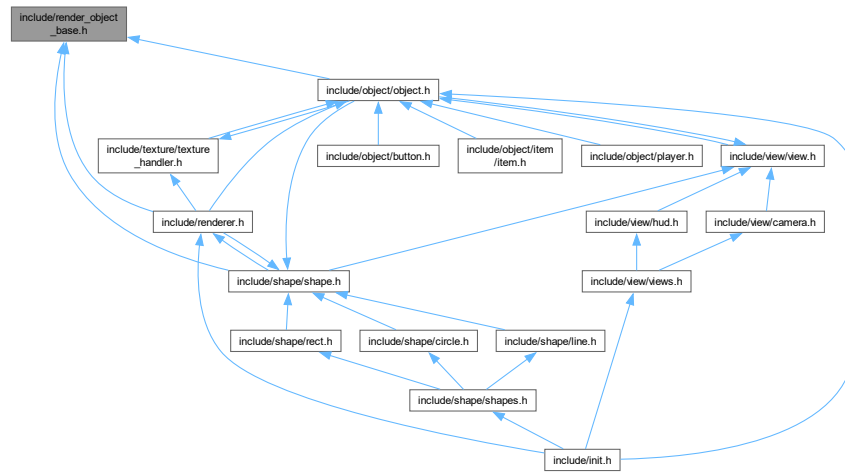 include/render_object
_base.h
include/object/object.h
include/texture/texture
_handler.h
include/object/button.h
include/object/item
/item.h
include/object/player.h
include/view/view.h
include/renderer.h
include/view/hud.h
include/view/camera.h
include/shape/shape.h
include/view/views.h
include/shape/rect.h
include/shape/circle.h
include/shape/line.h
include/shape/shapes.h
include/init.h